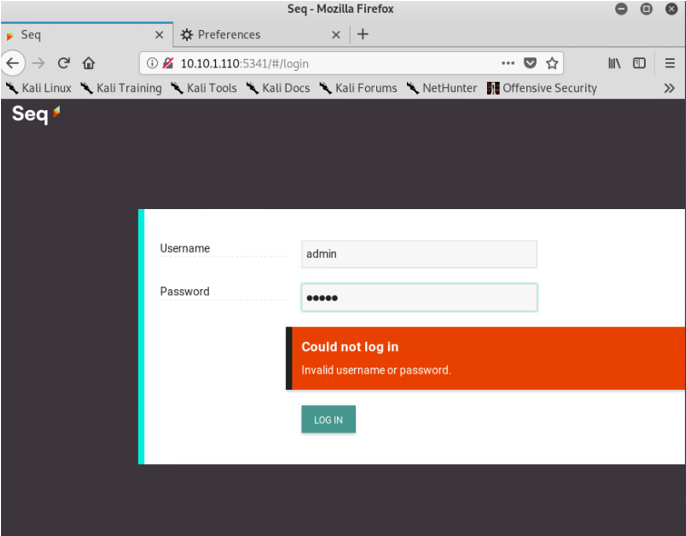 Seq - Mozilla Firefox
Seq
Preferences
10.10.1.110:5341/#/login
Kali Linux Kali Training Kali Tools Kali Docs Kali Forums NetHunter Offensive Security
Seq
Username admin
Password •••••
Could not log in
Invalid username or password.
LOG IN